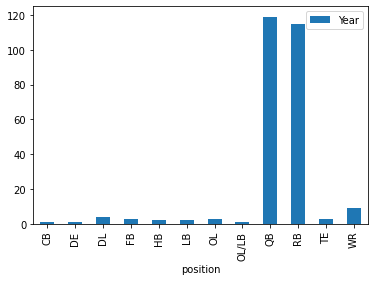 120
100
80
60
40
20
0
Year
CB
DE
DL
FB
HB
LB
OL
OL/LB
QB
RB
TE
WR
position